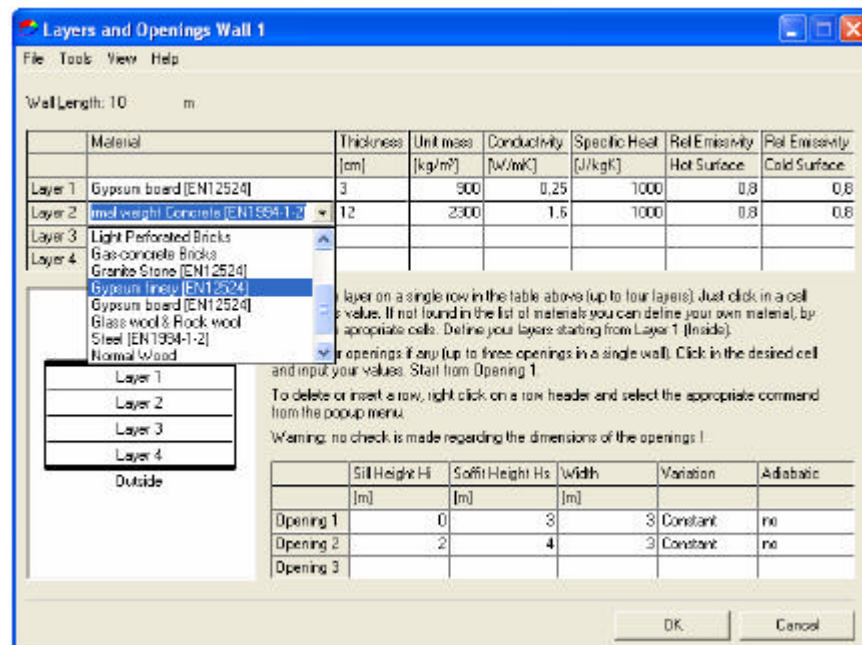 Layers and Openings Wall 1
File Tools View Help
Wall Length: 10 m
Material Thickness Unit mass Conductivity Specific Heat Rel Emissivity Rel Emissivity
[cm] [kg/m³] [W/mK] [J/kgK] Hot Surface Cold Surface
Layer 1 Gypsum board [EN12524] 3 900 0,25 1000 0,8 0,8
Layer 2 rmal weight Concrete [EN1994-1-2] 12 2300 1,6 1000 0,8 0,8
Layer 3
Layer 4
Light Perforated Bricks
Gas-concrete Bricks
Granite Stone [EN12524]
Gypsum finery [EN12524]
Gypsum board [EN12524]
Glass wool & Rock wool
Steel [EN1994-1-2]
Normal Wood
layer on a single row in the table above (up to four layers). Just click in a cell
value. If not found in the list of materials you can define your own material, by
apropriate cells. Define your layers starting from Layer 1 (Inside).
openings if any (up to three openings in a single wall). Click in the desired cell
and input your values. Start from Opening 1.
To delete or insert a row, right click on a row header and select the appropriate command
from the popup menu.
Warning: no check is made regarding the dimensions of the openings !
Layer 1
Layer 2
Layer 3
Layer 4
Outside
Sill Height Hi Soffit Height Hs Width Variation Adiabatic
[m] [m] [m]
Opening 1 0 3 3 Constant no
Opening 2 2 4 3 Constant no
Opening 3
OK Cancel